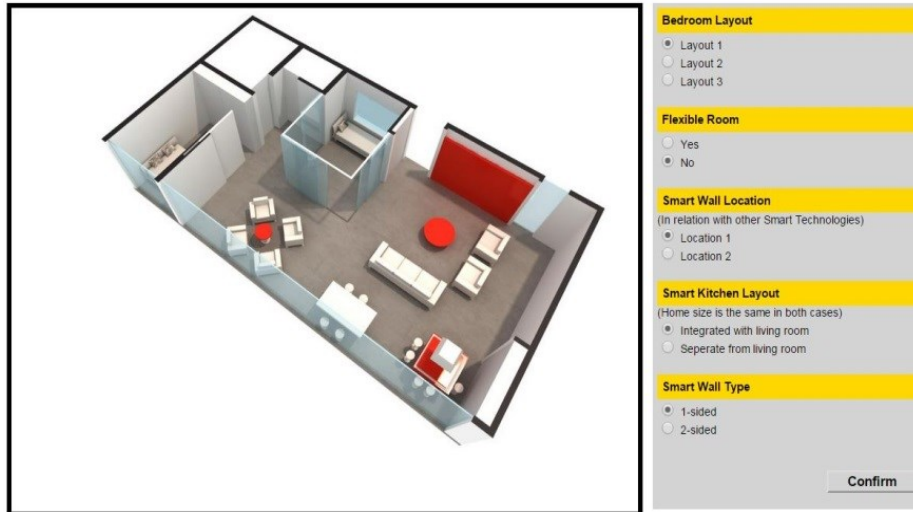 Bedroom Layout
Layout 1
Layout 2
Layout 3
Flexible Room
Yes
No
Smart Wall Location
(In relation with other Smart Technologies)
Location 1
Location 2
Smart Kitchen Layout
(Home size is the same in both cases)
Integrated with living room
Seperate from living room
Smart Wall Type
1-sided
2-sided
Confirm